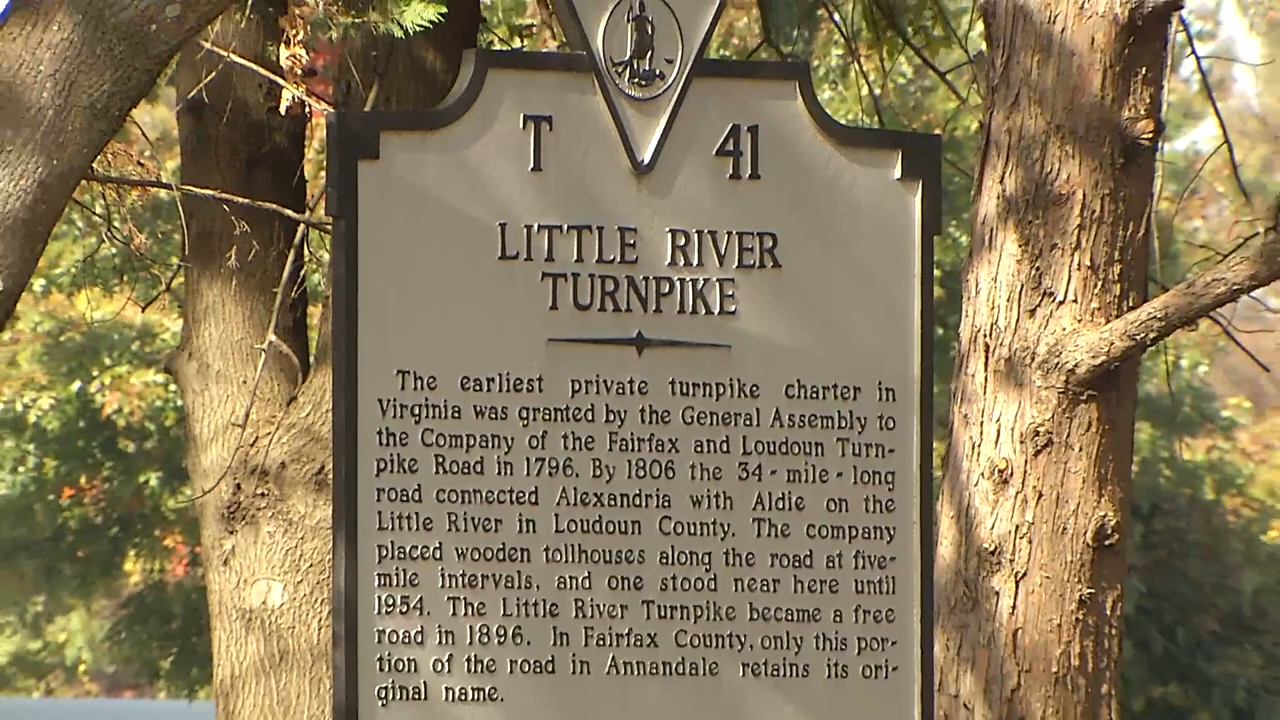 T 41
LITTLE RIVER
TURNPIKE
The earliest private turnpike charter in
Virginia was granted by the General Assembly to
the Company of the Fairfax and Loudoun Turn-
pike Road in 1796. By 1806 the 34-mile-long
road connected Alexandria with Aldie on the
Little River in Loudoun County. The company
placed wooden tollhouses along the road at five-
mile intervals, and one stood near here until
1954. The Little River Turnpike became a free
road in 1896. In Fairfax County, only this por-
tion of the road in Annandale retains its ori-
ginal name.